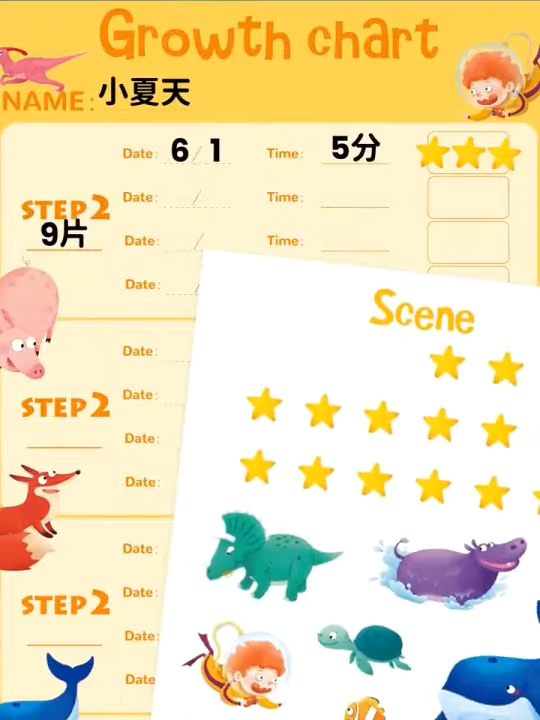 Growth chart
NAME: 小夏天
Date: 6 / 1 Time: 5分
STEP 2
9片
Date: / Time:
Date: / Time:
Date: /
STEP 2
Date:
Date:
Date:
Date:
STEP 2
Date:
Date:
Date:
Date
Scene